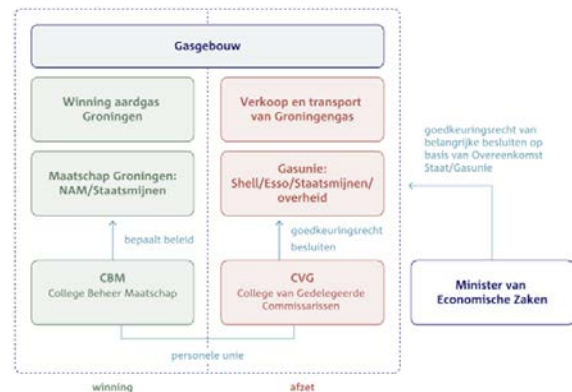 Gasgebouw
Winning aardgas
Groningen
Verkoop en transport
van Groningengas
Maatschap Groningen:
NAM/Staatsmijnen
Gasunie:
Shell/Esso/Staatsmijnen/
overheid
goedkeuringsrecht van
belangrijke besluiten op
basis van Overeenkomst
Staat/Gasunie
bepaalt beleid
goedkeuringsrecht
besluiten
CBM
College Beheer Maatschap
CVG
College van Gedelegeerde
Commissarissen
Minister van
Economische Zaken
personele unie
winning
afzet